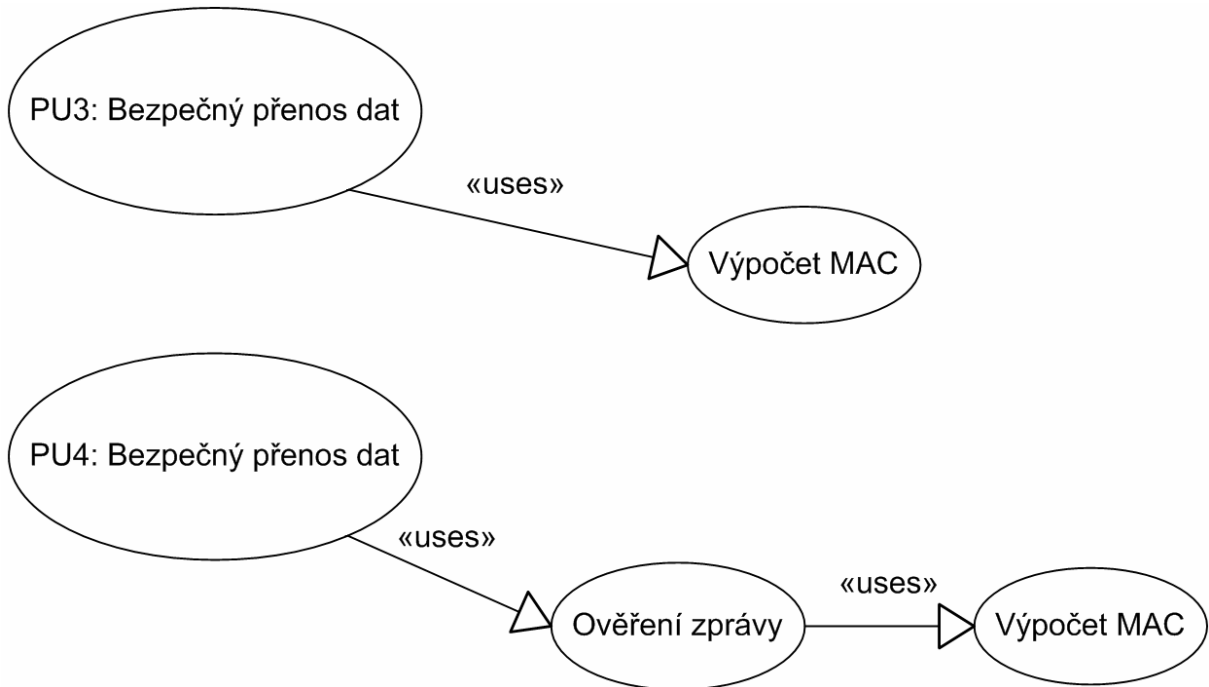 PU3: Bezpečný přenos dat
«uses»
Výpočet MAC
PU4: Bezpečný přenos dat
«uses»
Ověření zprávy
«uses»
Výpočet MAC